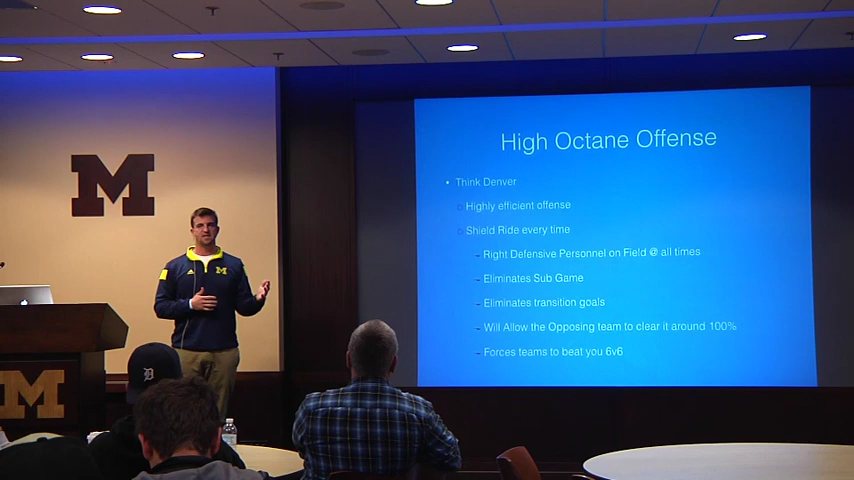 M
High Octane Offense
• Think Denver
Highly efficient offense
Shield Ride every time
M
– Right Defensive Personnel on Field @ all times
– Eliminates Sub Game
– Eliminates transition goals
– Will Allow the Opposing team to clear it around 100%
– Forces teams to beat you 6v6
D
M